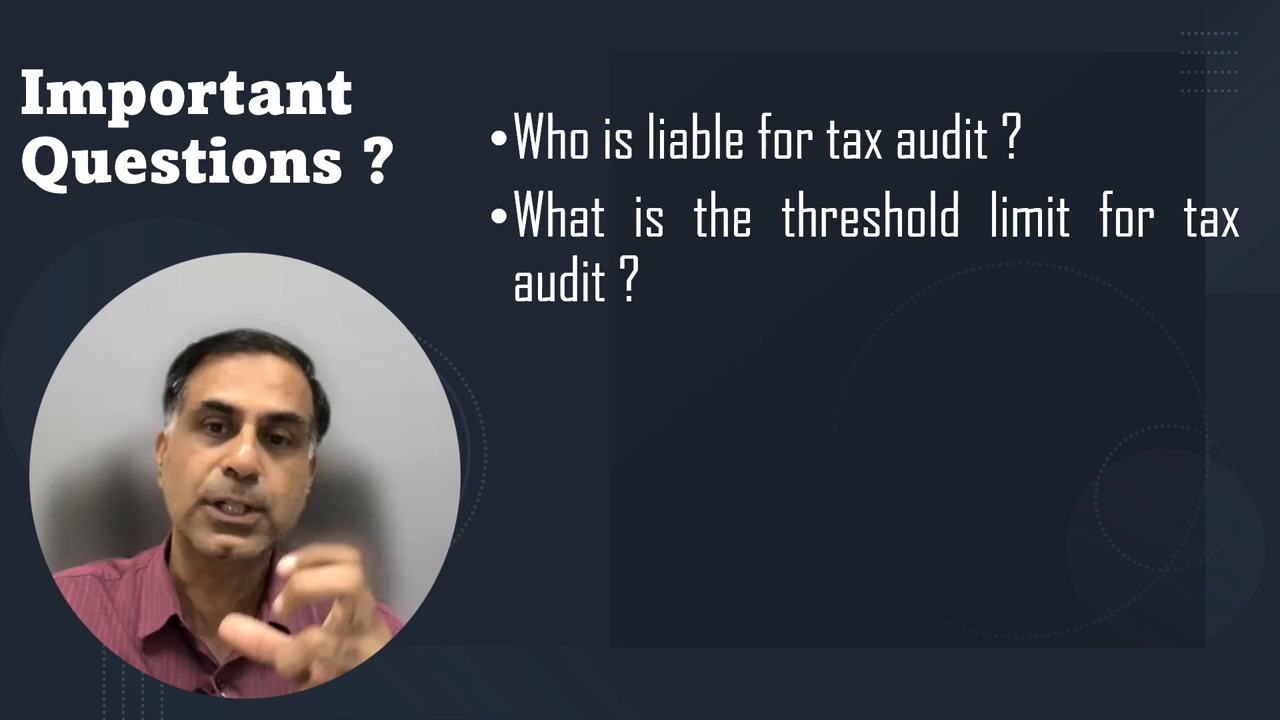 Important
Questions ?
•Who is liable for tax audit ?
•What is the threshold limit for tax
audit ?